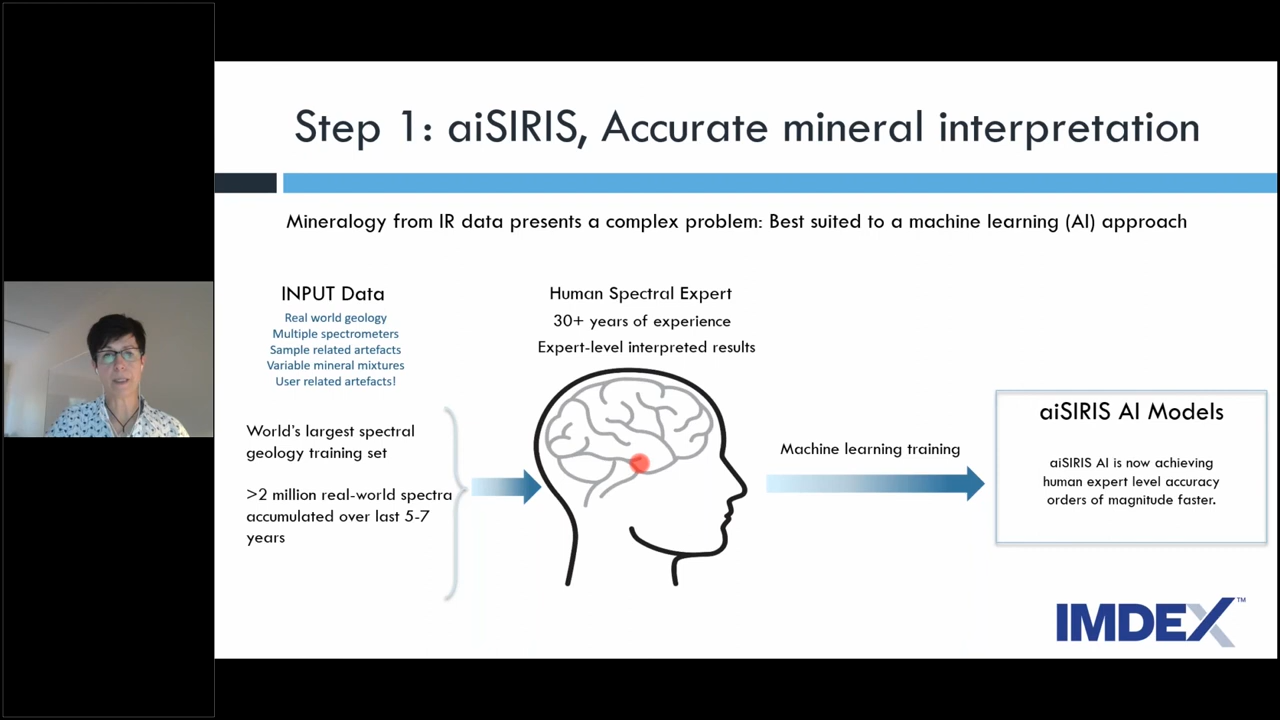 Step 1: aiSIRIS, Accurate mineral interpretation
Mineralogy from IR data presents a complex problem: Best suited to a machine learning (AI) approach
INPUT Data
Real world geology
Multiple spectrometers
Sample related artefacts
Variable mineral mixtures
User related artefacts!
World's largest spectral
geology training set
>2 million real-world spectra
accumulated over last 5-7
years
Human Spectral Expert
30+ years of experience
Expert-level interpreted results
Machine learning training
aiSIRIS AI Models
aiSIRIS AI is now achieving
human expert level accuracy
orders of magnitude faster.
IMDEX™